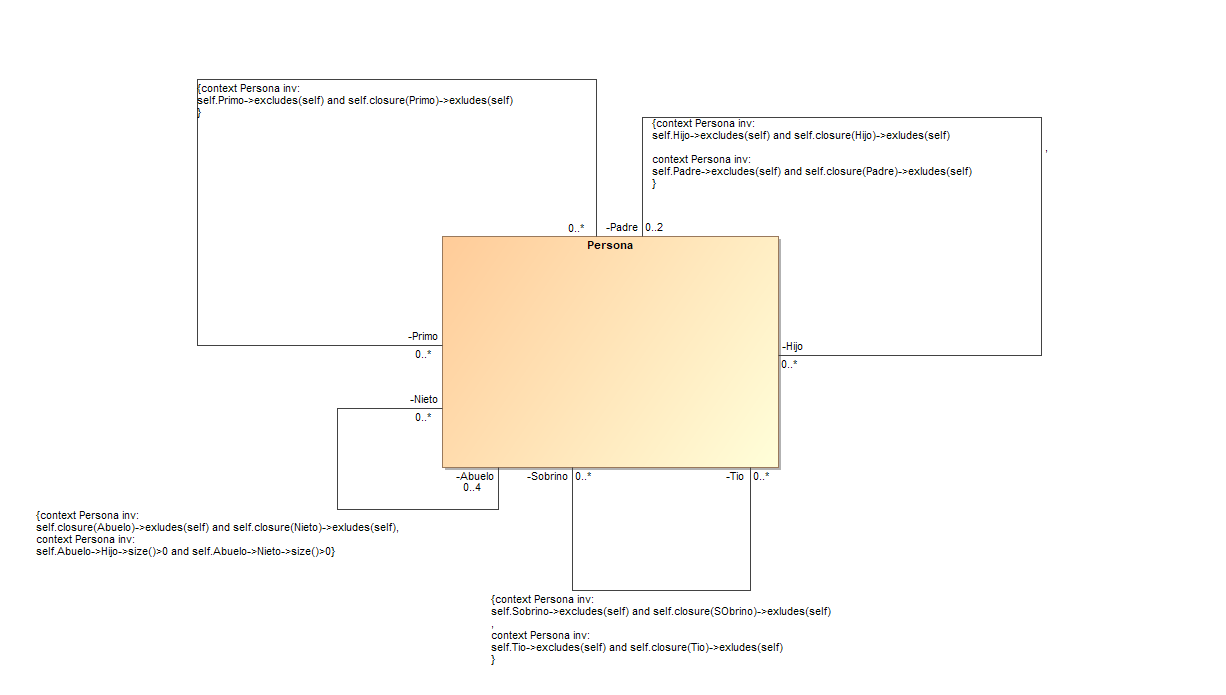 {context Persona inv:
self.Primo->excludes(self) and self.closure(Primo)->exludes(self)
}
{context Persona inv:
self.Hijo->excludes(self) and self.closure(Hijo)->exludes(self)
,
context Persona inv:
self.Padre->excludes(self) and self.closure(Padre)->exludes(self)
}
0..*
-Padre
0..2
Persona
-Primo
0..*
-Hijo
0..*
-Nieto
0..*
-Abuelo
0..4
-Sobrino
0..*
-Tio
0..*
{context Persona inv:
self.closure(Abuelo)->exludes(self) and self.closure(Nieto)->exludes(self),
context Persona inv:
self.Abuelo->Hijo->size()>0 and self.Abuelo->Nieto->size()>0}
{context Persona inv:
self.Sobrino->excludes(self) and self.closure(SObrino)->exludes(self)
,
context Persona inv:
self.Tio->excludes(self) and self.closure(Tio)->exludes(self)
}